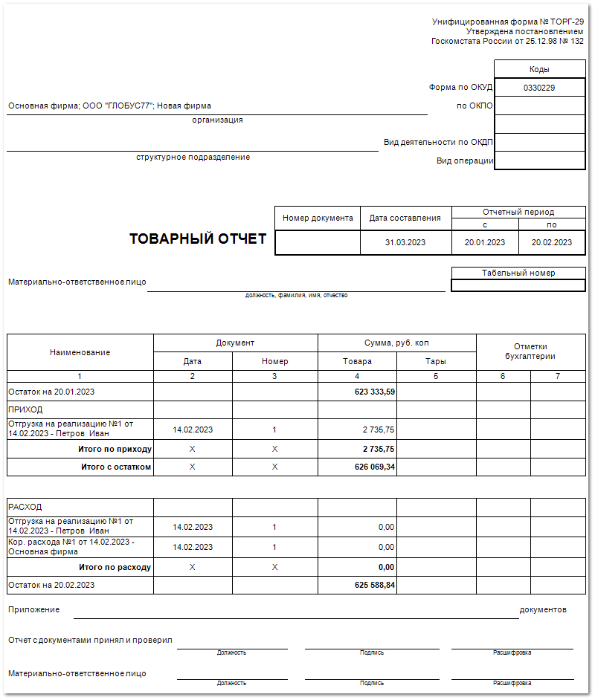 Унифицированная форма № ТОРГ-29
Утверждена постановлением
Госкомстата России от 25.12.98 № 132
Коды
Форма по ОКУД 0330229
Основная фирма; ООО "ГЛОБУС77"; Новая фирма по ОКПО
организация
Вид деятельности по ОКДП
структурное подразделение
Вид операции
Номер документа Дата составления Отчетный период
с по
ТОВАРНЫЙ ОТЧЕТ 31.03.2023 20.01.2023 20.02.2023
Табельный номер
Материально-ответственное лицо
должность, фамилия, имя, отчество
Наименование Документ Сумма, руб. коп Отметки бухгалтерии
Дата Номер Товара Тары
1 2 3 4 5 6 7
Остаток на 20.01.2023 623 333,59
ПРИХОД
Отгрузка на реализацию №1 от
14.02.2023 - Петров Иван 14.02.2023 1 2 735,75
Итого по приходу X X 2 735,75
Итого с остатком X X 626 069,34
РАСХОД
Отгрузка на реализацию №1 от
14.02.2023 - Петров Иван 14.02.2023 1 0,00
Кор. расхода №1 от 14.02.2023 -
Основная фирма 14.02.2023 1 0,00
Итого по расходу X X 0,00
Остаток на 20.02.2023 625 588,84
Приложение документов
Отчет с документами принял и проверил
Должность Подпись Расшифровка
Материально-ответственное лицо
Должность Подпись Расшифровка